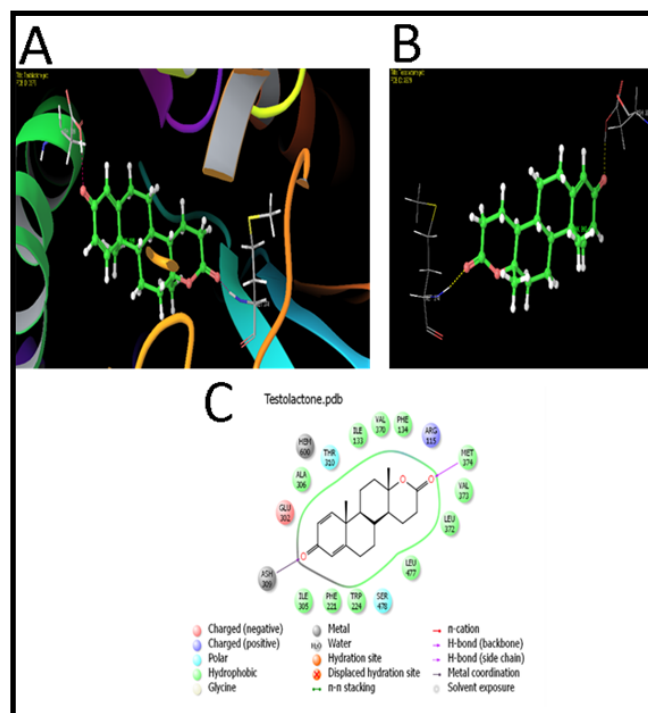 A
B
C
Testolactone.pdb
ILE 133
VAL 370
PHE 134
ARG 115
HEM 600
THR 310
MET 374
ALA 306
VAL 373
GLU 302
LEU 372
O
O
O
LEU 477
ASH 309
ILE 305
PHE 221
TRP 224
SER 478
Charged (negative)
Charged (positive)
Polar
Hydrophobic
Glycine
Metal
H₂O Water
Hydration site
Displaced hydration site
π-π stacking
π-cation
H-bond (backbone)
H-bond (side chain)
Metal coordination
Solvent exposure